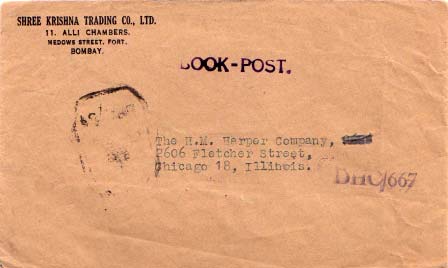 SHREE KRISHNA TRADING CO., LTD.
11, ALLI CHAMBERS.
MEDOWS STREET, FORT.
BOMBAY.
BOOK-POST.
The H.M. Harper Company,
2606 Fletcher Street,
Chicago 18, Illinois.
DHC/667